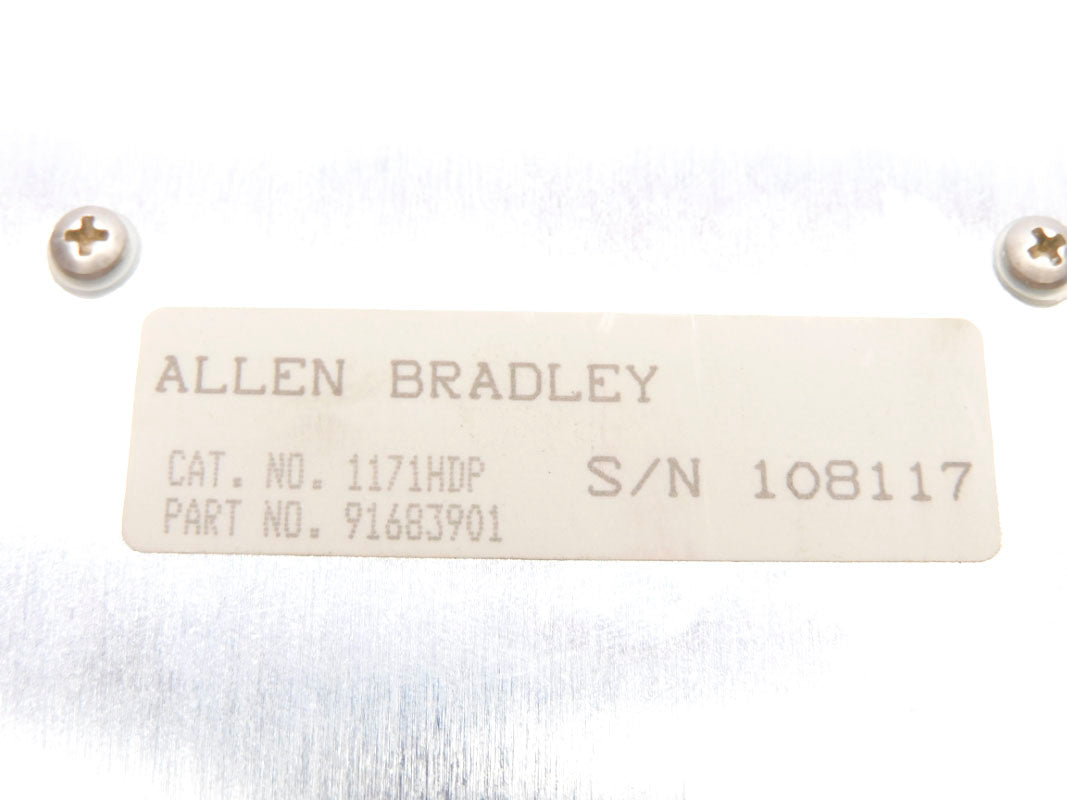 ALLEN BRADLEY
CAT. NO. 1171HDP
S/N 108117
PART NO. 91683901